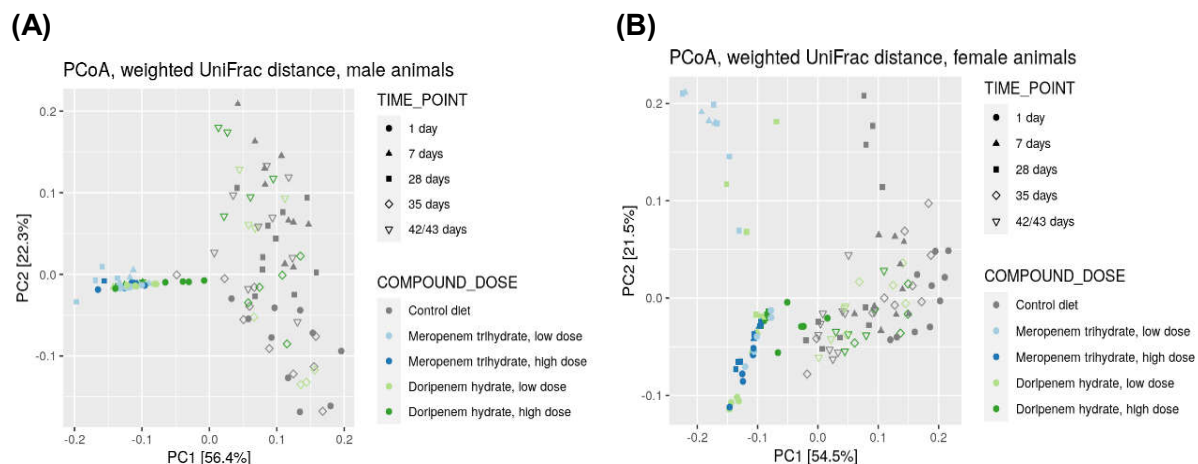 (A)
PCoA, weighted UniFrac distance, male animals
0.2
0.1
0.0
-0.1
PC2 [22.3%]
-0.2
-0.1
0.0
0.1
0.2
PC1 [56.4%]
TIME_POINT
1 day
7 days
28 days
35 days
42/43 days
COMPOUND_DOSE
Control diet
Meropenem trihydrate, low dose
Meropenem trihydrate, high dose
Doripenem hydrate, low dose
Doripenem hydrate, high dose
(B)
PCoA, weighted UniFrac distance, female animals
0.2
0.1
0.0
-0.1
PC2 [21.5%]
-0.2
-0.1
0.0
0.1
0.2
PC1 [54.5%]
TIME_POINT
1 day
7 days
28 days
35 days
42/43 days
COMPOUND_DOSE
Control diet
Meropenem trihydrate, low dose
Meropenem trihydrate, high dose
Doripenem hydrate, low dose
Doripenem hydrate, high dose